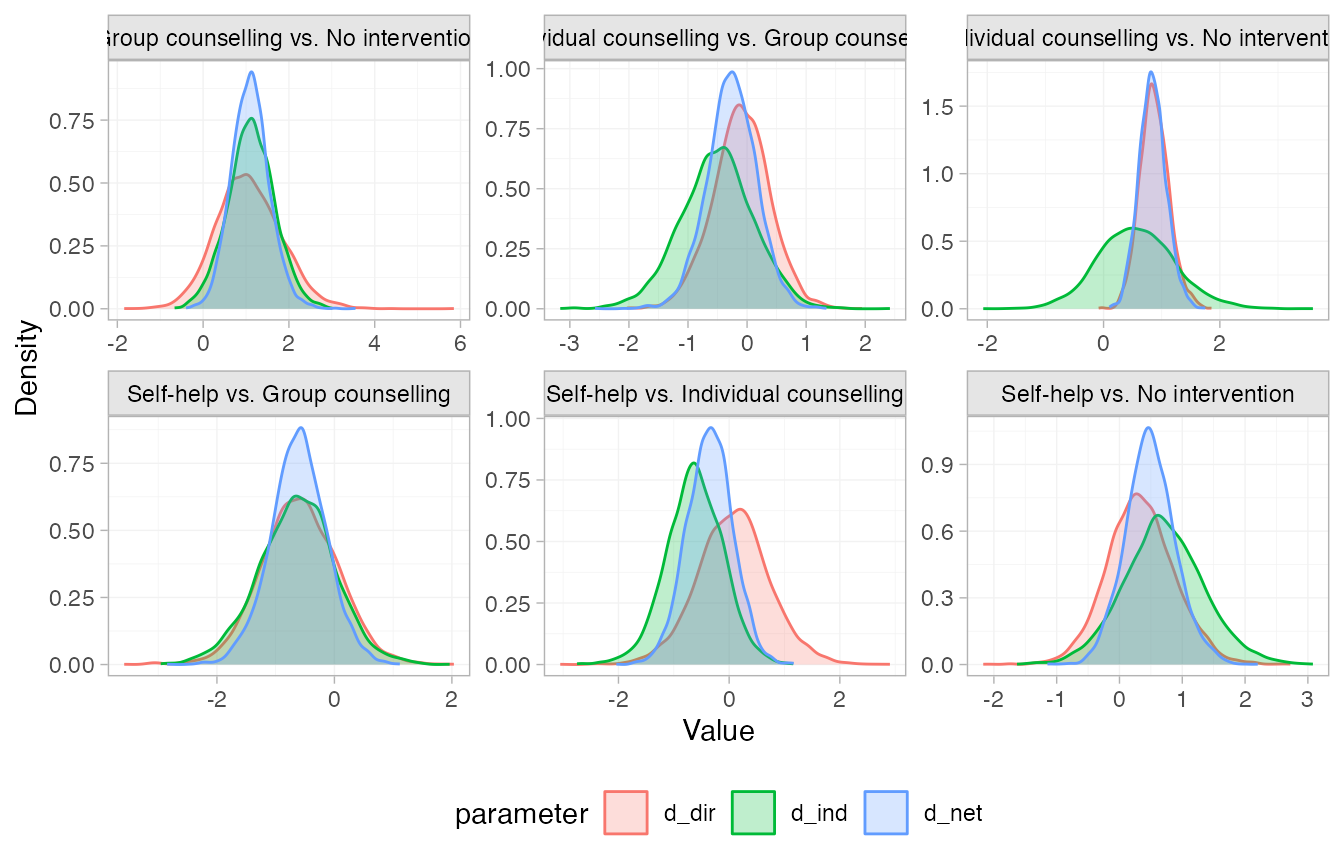 Group counselling vs. No interventio
vidual counselling vs. Group counse
dividual counselling vs. No intervent
0.75
0.50
0.25
0.00
-2 0 2 4 6
1.00
0.75
0.50
0.25
0.00
-3 -2 -1 0 1 2
1.5
1.0
0.5
0.0
-2 0 2
Density
Self-help vs. Group counselling
Self-help vs. Individual counselling
Self-help vs. No intervention
0.75
0.50
0.25
0.00
-2 0 2
1.00
0.75
0.50
0.25
0.00
-2 0 2
0.9
0.6
0.3
0.0
-2 -1 0 1 2 3
Value
parameter d_dir d_ind d_net